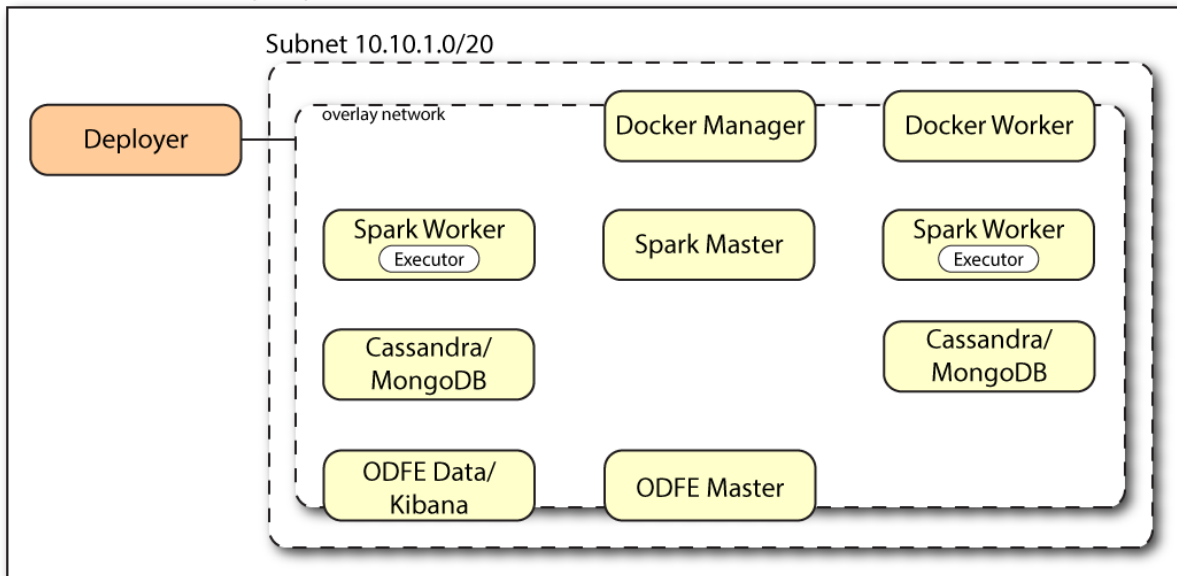 Subnet 10.10.1.0/20
overlay network
Deployer
Docker Manager
Docker Worker
Spark Worker
Executor
Spark Master
Spark Worker
Executor
Cassandra/
MongoDB
Cassandra/
MongoDB
ODFE Data/
Kibana
ODFE Master